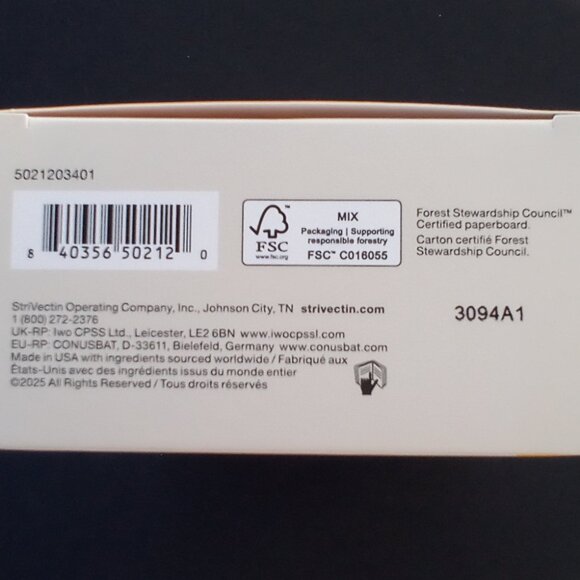 5021203401
8 40356 50212 0
FSC™
www.fsc.org
MIX
Packaging | Supporting
responsible forestry
FSC™ C016055
Forest Stewardship Council™
Certified paperboard.
Carton certifié Forest
Stewardship Council.
StriVectin Operating Company, Inc., Johnson City, TN strivectin.com
1 (800) 272-2376
UK-RP: Iwo CPSS Ltd., Leicester, LE2 6BN www.iwocpssl.com
EU-RP: CONUSBAT, D-33611, Bielefeld, Germany www.conusbat.com
Made in USA with ingredients sourced worldwide / Fabriqué aux
États-Unis avec des ingrédients issus du monde entier
©2025 All Rights Reserved / Tous droits réservés
3094A1